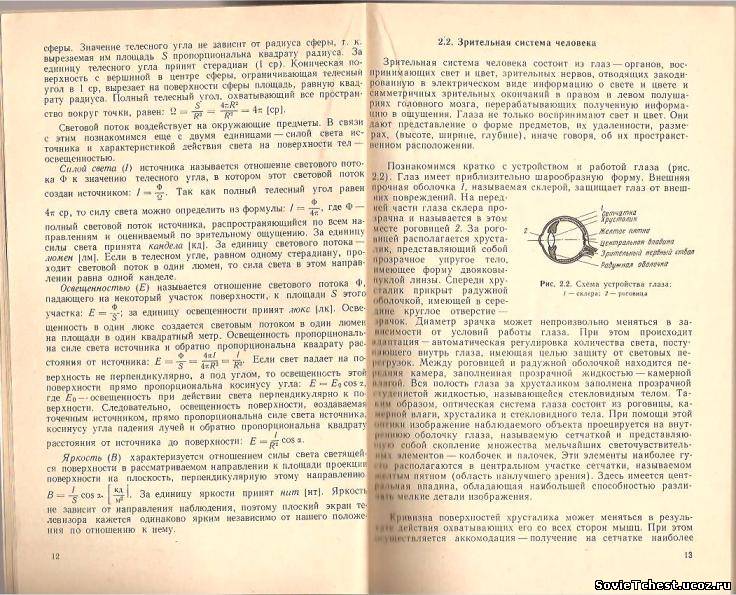 сферы. Значение телесного угла не зависит от радиуса сферы, т. к.
вырезаемая им площадь S пропорциональна квадрату радиуса. За
единицу телесного угла принят стерадиан (1 ср). Коническая по-
верхность с вершиной в центре сферы, ограничивающая телесный
угол в 1 ср, вырезает на поверхности сферы площадь, равную квад-
рату радиуса. Полный телесный угол, охватывающий все простран-
ство вокруг точки, равен: Ω = S/R² = 4πR²/R² = 4π [ср].
Световой поток воздействует на окружающие предметы. В связи
с этим познакомимся еще с двумя единицами — силой света ис-
точника и характеристикой действия света на поверхности тел —
освещенностью.
Силой света (I) источника называется отношение светового пото-
ка Ф к значению телесного угла, в котором этот световой поток
создан источником: I = Ф/Ω. Так как полный телесный угол равен
4π ср, то силу света можно определить из формулы: I = Ф/4π, где Ф —
полный световой поток источника, распространяющийся по всем на-
правлениям и оцениваемый по зрительному ощущению. За единицу
силы света принята кандела [кд]. За единицу светового потока —
люмен [лм]. Если в телесном угле, равном одному стерадиану, про-
ходит световой поток в один люмен, то сила света в этом направ-
лении равна одной канделе.
Освещенностью (E) называется отношение светового потока Ф,
падающего на некоторый участок поверхности, к площади S этого
участка: E = Ф/S; за единицу освещенности принят люкс [лк]. Осве-
щенность в один люкс создается световым потоком в один люмен
на площади в один квадратный метр. Освещенность пропорциональ-
на силе света источника и обратно пропорциональна квадрату рас-
стояния от источника: E = Ф/S = 4πI/4πR² = I/R². Если свет падает на по-
верхность не перпендикулярно, а под углом, то освещенность этой
поверхности прямо пропорциональна косинусу угла: E = E₀ cos α,
где E₀ — освещенность при действии света перпендикулярно к по-
верхности. Следовательно, освещенность поверхности, создаваемая
точечным источником, прямо пропорциональна силе света источника,
косинусу угла падения лучей и обратно пропорциональна квадрату
расстояния от источника до поверхности: E = I/R² cos α.
Яркость (B) характеризуется отношением силы света светящей-
ся поверхности в рассматриваемом направлении к площади проекции
поверхности на плоскость, перпендикулярную этому направлению
B = I/S cos α. [кд/м²]. За единицу яркости принят нит [нт]. Яркость
не зависит от направления наблюдения, поэтому плоский экран те-
левизора кажется одинаково ярким независимо от нашего положе-
ния по отношению к нему.
12
2.2. Зрительная система человека
Зрительная система человека состоит из глаз — органов, вос-
принимающих свет и цвет, зрительных нервов, отводящих закоди-
рованную в электрическом виде информацию о свете и цвете и
симметричных зрительных окончаний в правом и левом полуша-
риях головного мозга, перерабатывающих полученную информа-
цию в ощущения. Глаза не только воспринимают свет и цвет. Они
дают представление о форме предметов, их удаленности, разме-
рах, (высоте, ширине, глубине), иначе говоря, об их пространст-
венном расположении.
Познакомимся кратко с устройством и работой глаза (рис.
2.2). Глаз имеет приблизительно шарообразную форму. Внешняя
прочная оболочка 1, называемая склерой, защищает глаз от внеш-
них повреждений. На перед-
ней части глаза склера про-
зрачна и называется в этом
месте роговицей 2. За рого-
вицей располагается хруста-
лик, представляющий собой
прозрачное упругое тело,
имеющее форму двояковы-
пуклой линзы. Спереди хру-
сталик прикрыт радужной
оболочкой, имеющей в сере-
дине круглое отверстие —
1
Сетчатка
Хрусталик
Желтое пятно
2
Центральная впадина
Зрительный нервный канал
Радужная оболочка
Рис. 2.2. Схема устройства глаза:
1 — склера; 2 — роговица
зрачок. Диаметр зрачка может непроизвольно меняться в за-
висимости от условий работы глаза. При этом происходит
адаптация — автоматическая регулировка количества света, посту-
пающего внутрь глаза, имеющая целью защиту от световых пе-
регрузок. Между роговицей и радужной оболочкой находится пе-
редняя камера, заполненная прозрачной жидкостью — камерной
влагой. Вся полость глаза за хрусталиком заполнена прозрачной
студенистой жидкостью, называющейся стекловидным телом. Та-
ким образом, оптическая система глаза состоит из роговицы, ка-
мерной влаги, хрусталика и стекловидного тела. При помощи этой
оптики изображение наблюдаемого объекта проецируется на внут-
реннюю оболочку глаза, называемую сетчаткой и представляю-
щую собой скопление множества мельчайших светочувствитель-
ных элементов — колбочек и палочек. Эти элементы наиболее гу-
сто располагаются в центральном участке сетчатки, называемом
желтым пятном (область наилучшего зрения). Здесь имеется цен-
тральная впадина, обладающая наибольшей способностью разли-
чать мелкие детали изображения.
Кривизна поверхностей хрусталика может меняться в резуль-
тате действия охватывающих его со всех сторон мышц. При этом
осуществляется аккомодация — получение на сетчатке наиболее
13
SovieTchest.ucoz.ru